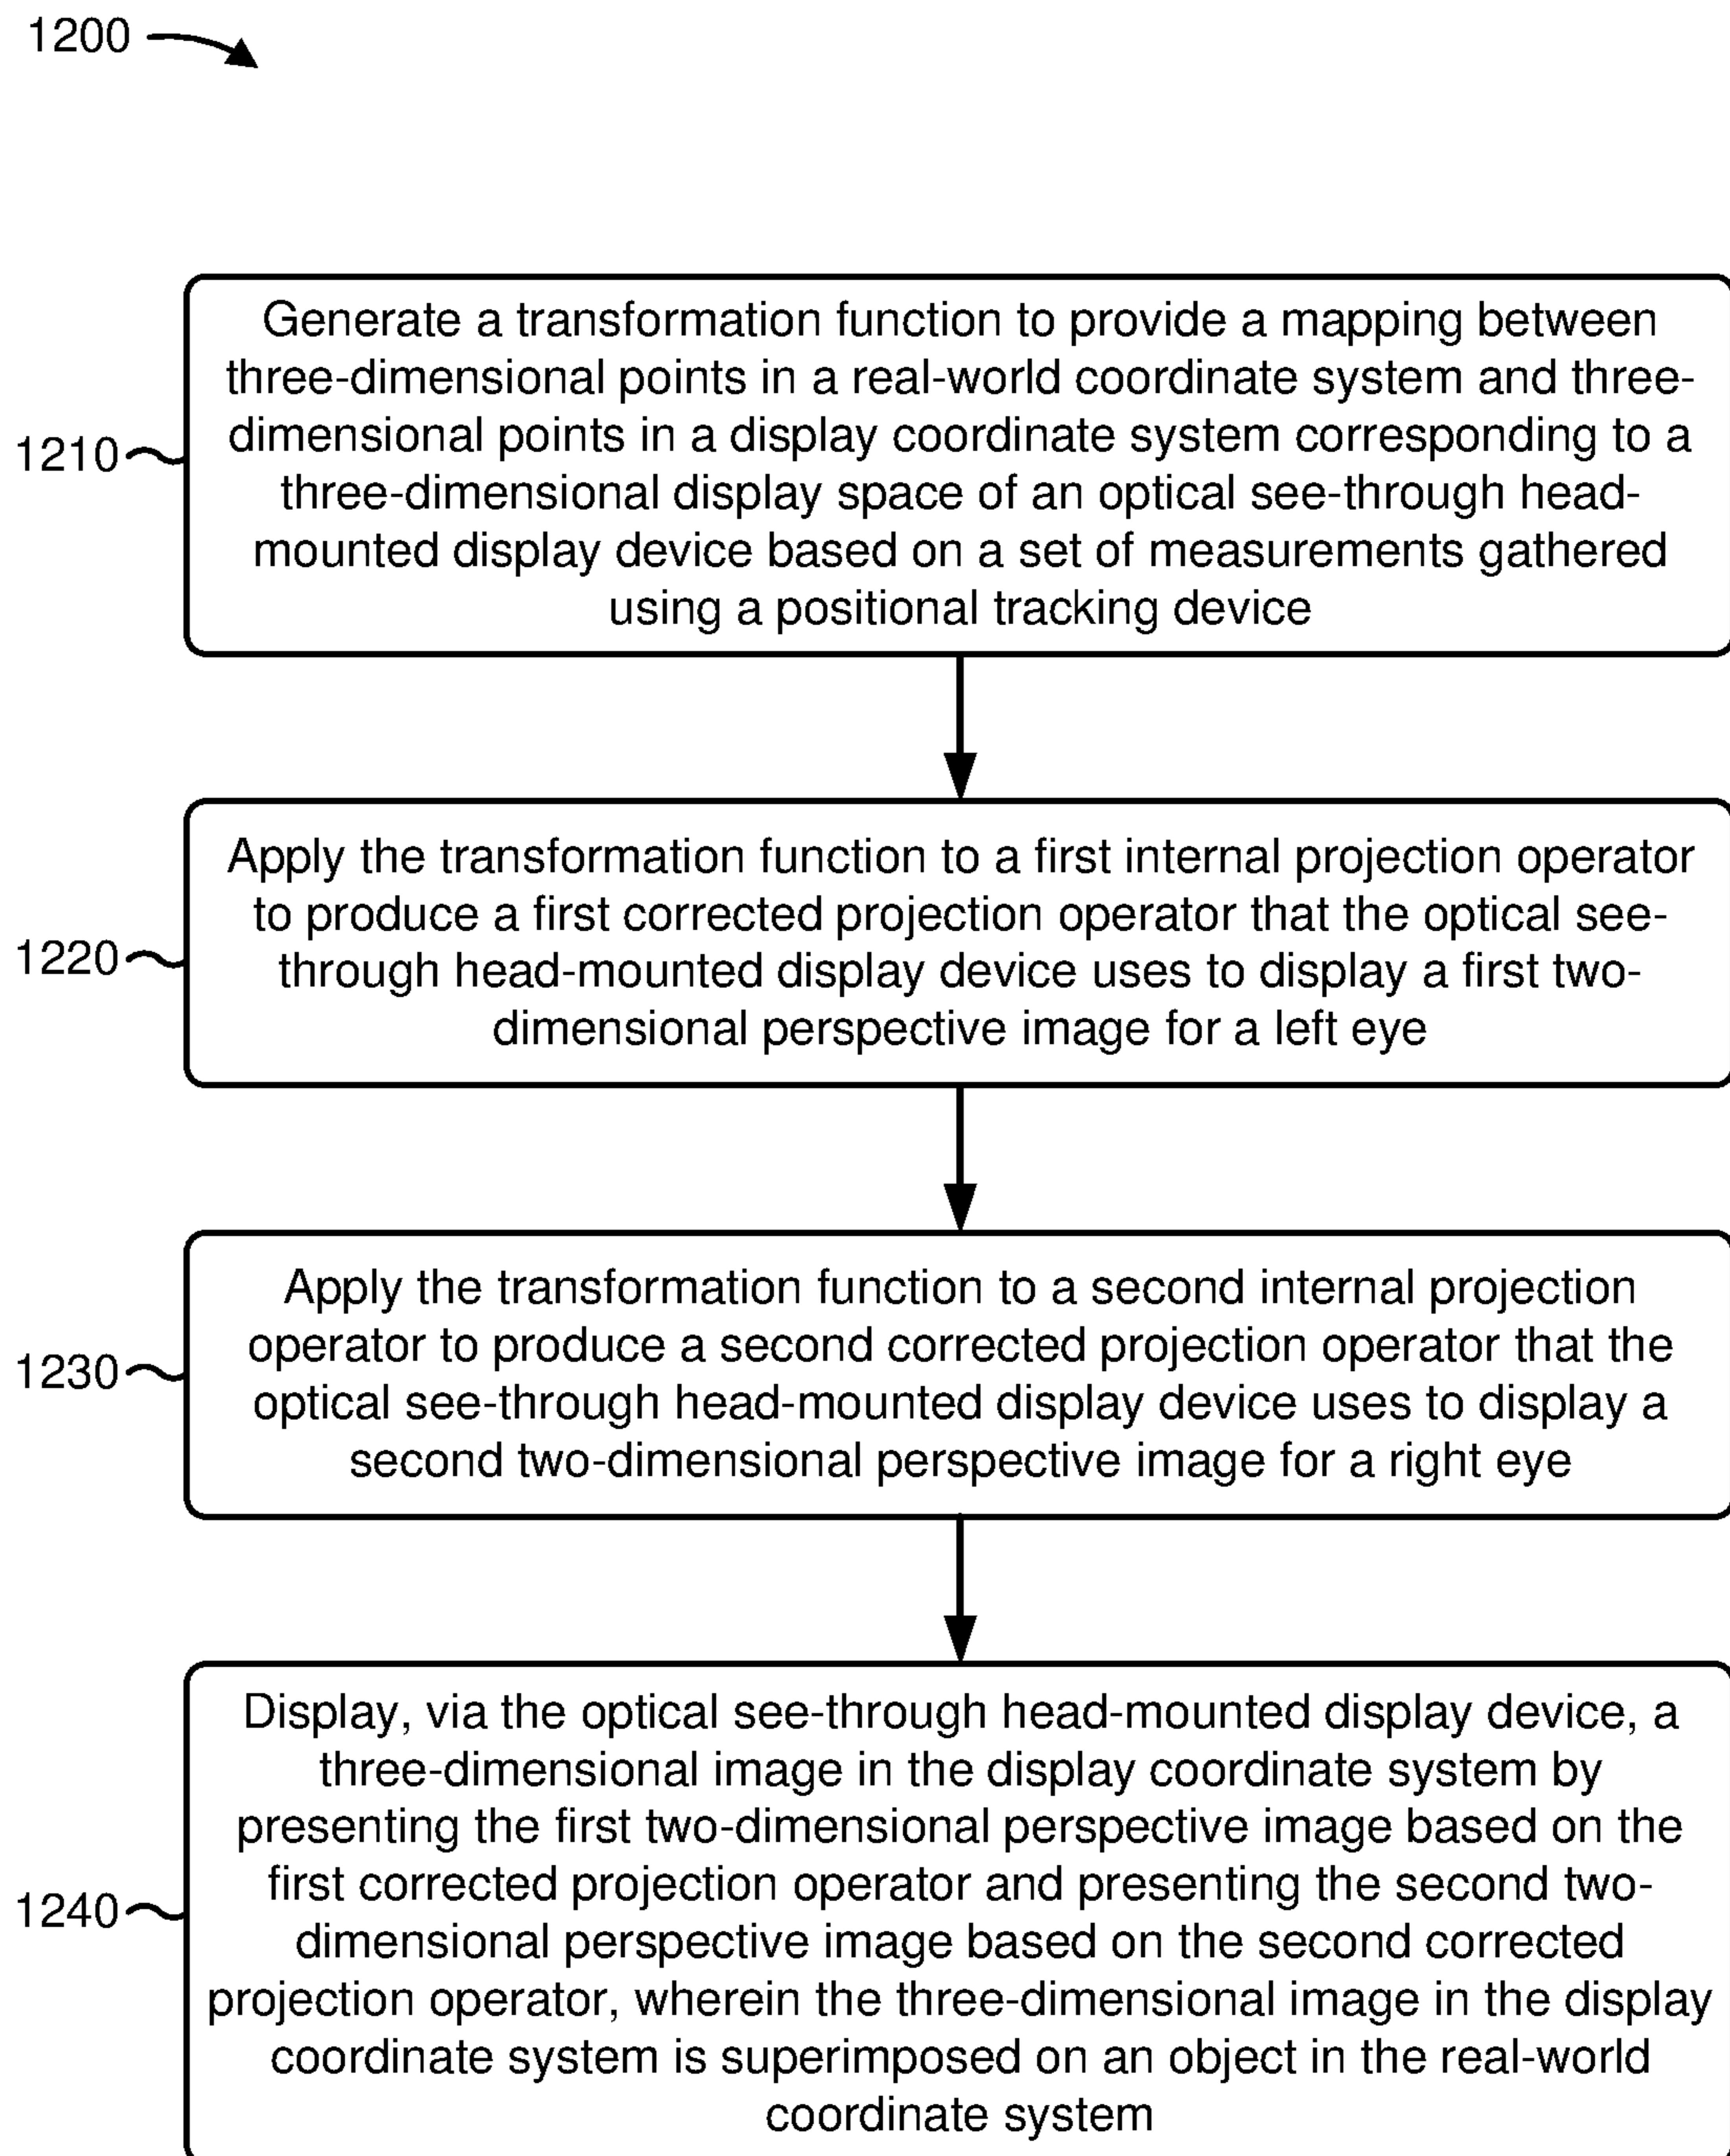 1200
Generate a transformation function to provide a mapping between
three-dimensional points in a real-world coordinate system and three-
dimensional points in a display coordinate system corresponding to a
three-dimensional display space of an optical see-through head-
mounted display device based on a set of measurements gathered
using a positional tracking device
1210
Apply the transformation function to a first internal projection operator
to produce a first corrected projection operator that the optical see-
through head-mounted display device uses to display a first two-
dimensional perspective image for a left eye
1220
Apply the transformation function to a second internal projection
operator to produce a second corrected projection operator that the
optical see-through head-mounted display device uses to display a
second two-dimensional perspective image for a right eye
1230
Display, via the optical see-through head-mounted display device, a
three-dimensional image in the display coordinate system by
presenting the first two-dimensional perspective image based on the
first corrected projection operator and presenting the second two-
dimensional perspective image based on the second corrected
projection operator, wherein the three-dimensional image in the display
coordinate system is superimposed on an object in the real-world
coordinate system
1240